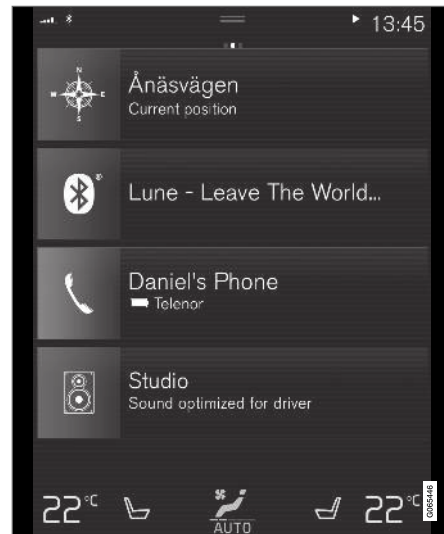 13:45
N
W
E
S
Ånäsvägen
Current position
Lune - Leave The World...
Daniel's Phone
Telenor
Studio
Sound optimized for driver
22°C
22°C
AUTO
G065446